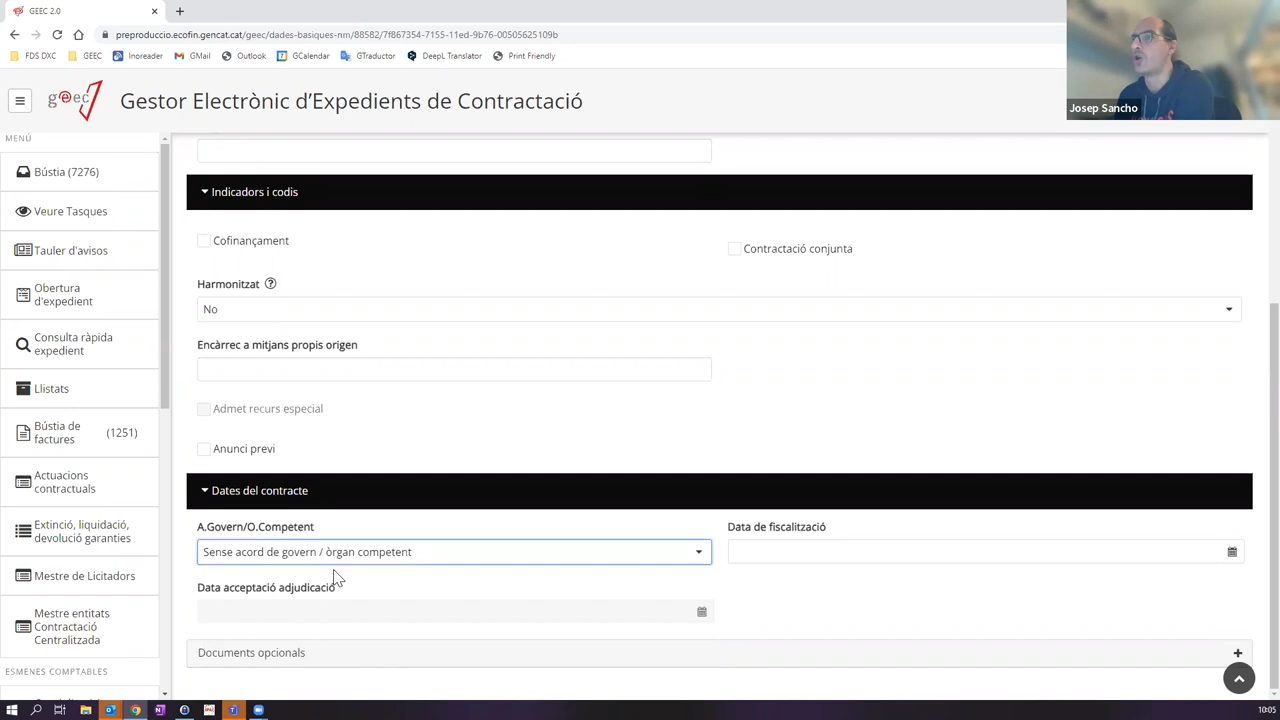 GEEC 2.0
preproduccio.ecofin.gencat.cat/geec/dades-basiques-nm/88582/7f867354-7155-11ed-9b76-00505625109b
FDS DXC
GEEC
Inoreader
GMail
Outlook
GCalendar
GTraductor
DeepL Translator
Print Friendly
geec
Gestor Electrònic d'Expedients de Contractació
Josep Sancho
MENÚ
Bústia (7276)
Veure Tasques
Tauler d'avisos
Obertura
d'expedient
Consulta ràpida
expedient
Llistats
Bústia de
factures
(1251)
Actuacions
contractuals
Extinció, liquidació,
devolució garanties
Mestre de Licitadors
Mestre entitats
Contractació
Centralitzada
ESMENES COMPTABLES
Indicadors i codis
Cofinançament
Contractació conjunta
Harmonitzat
No
Encàrrec a mitjans propis origen
Admet recurs especial
Anunci previ
Dates del contracte
A.Govern/O.Competent
Data de fiscalització
Sense acord de govern / òrgan competent
Data acceptació adjudicació
Documents opcionals
10:05